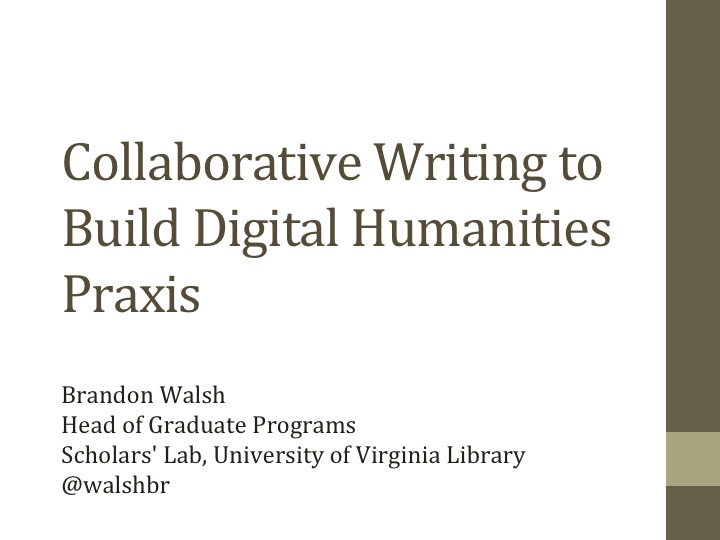 Collaborative Writing to
Build Digital Humanities
Praxis
Brandon Walsh
Head of Graduate Programs
Scholars' Lab, University of Virginia Library
@walshbr